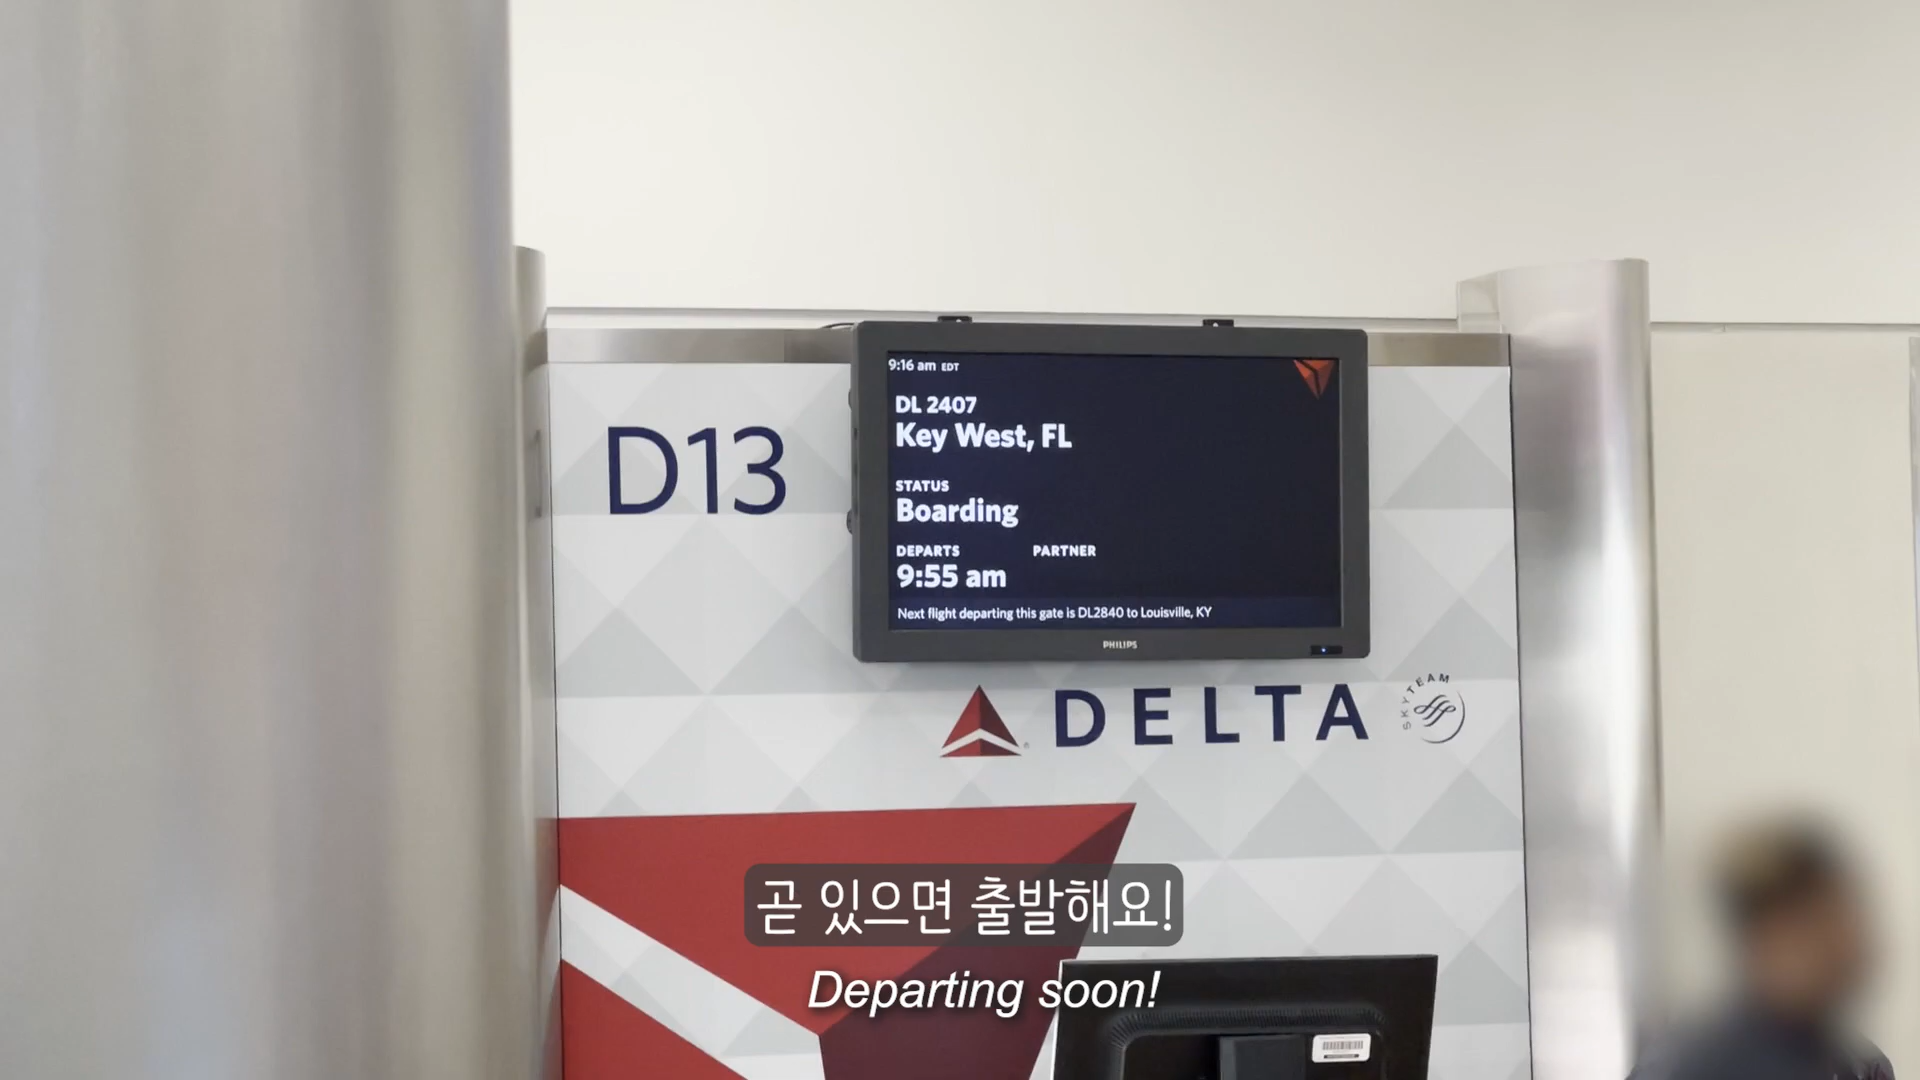 9:16 am EDT
DL 2407
Key West, FL
STATUS
Boarding
DEPARTS PARTNER
9:55 am
Next flight departing this gate is DL2840 to Louisville, KY
PHILIPS
D13
DELTA
SKYTEAM
곧 있으면 출발해요!
Departing soon!